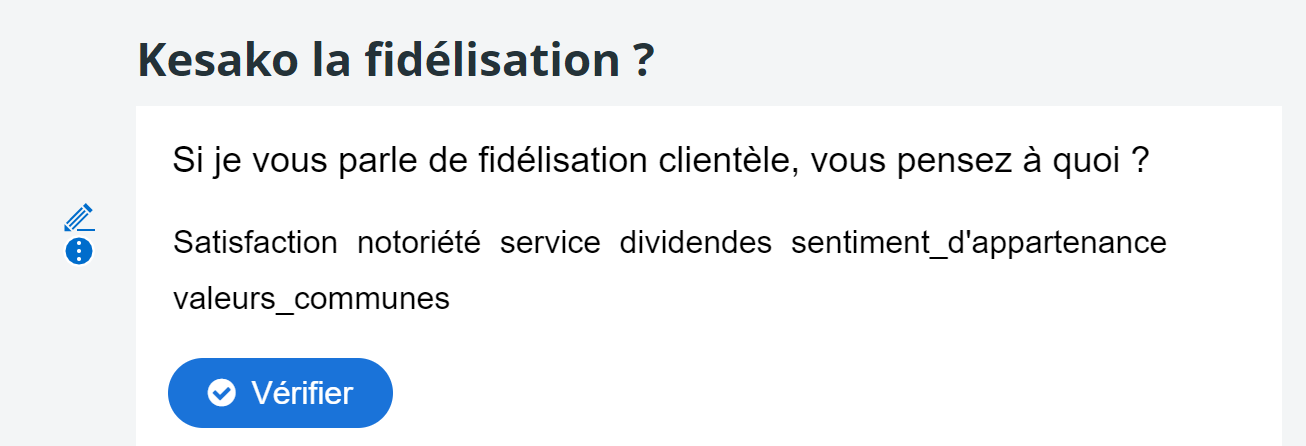 Kesako la fidélisation ?
Si je vous parle de fidélisation clientèle, vous pensez à quoi ?
Satisfaction notoriété service dividendes sentiment_d'appartenance
valeurs_communes
Vérifier